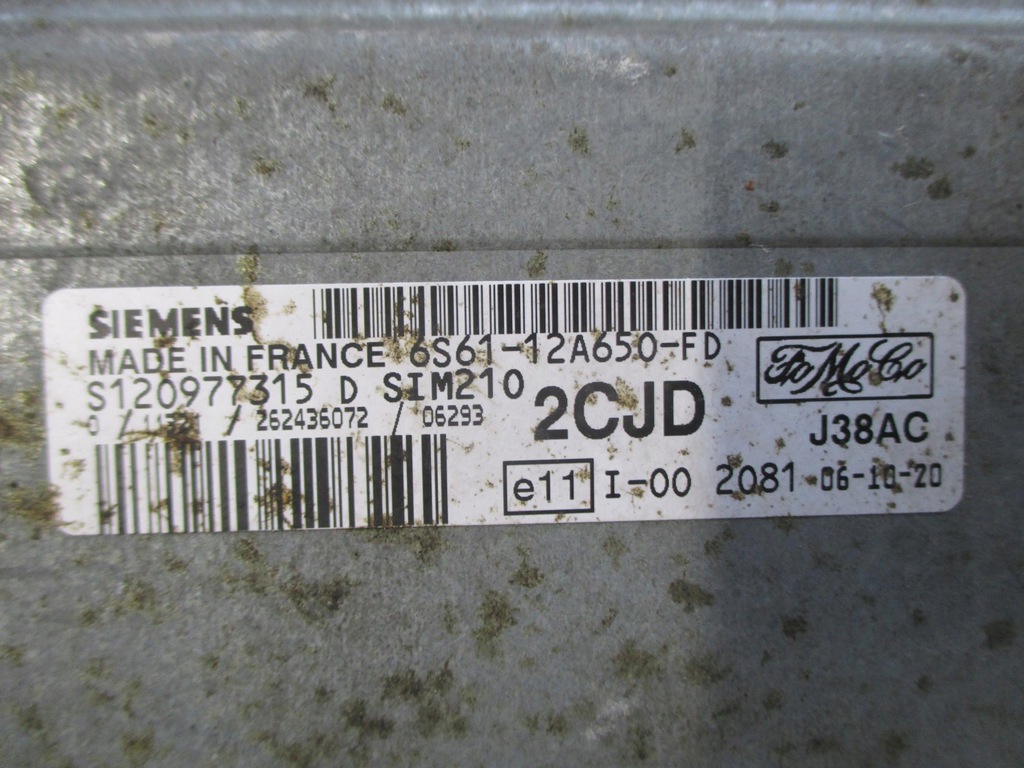 SIEMENS
MADE IN FRANCE 6S61-12A650-FD
S120977315 D SIM210
2CJD
FoMoCo
J38AC
0 / / 262436072 / 06293
e11 I-00 2081 06-10-20